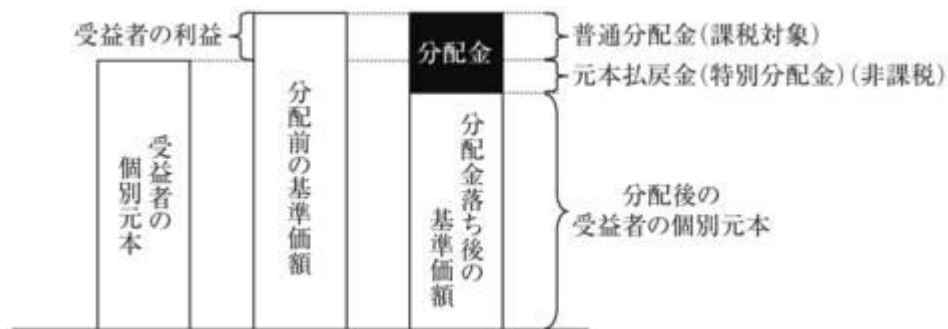 受益者の利益
受益者の
個別元本
分配前の基準価額
分配金
分配金落ち後の
基準価額
普通分配金(課税対象)
元本払戻金(特別分配金)(非課税)
分配後の
受益者の個別元本